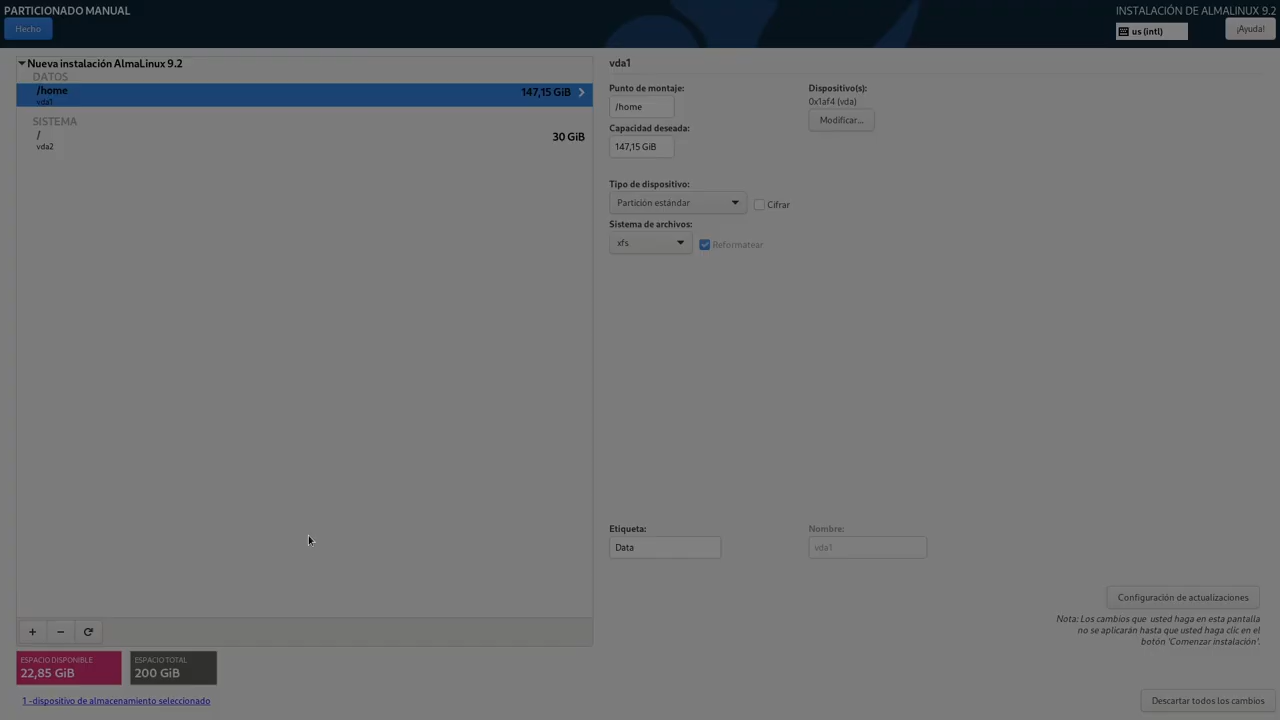 PARTICIONADO MANUAL
Hecho
INSTALACIÓN DE ALMALINUX 9.2
us (intl)
¡Ayuda!
Nueva instalación AlmaLinux 9.2
DATOS
/home
vda1
147,15 GiB
SISTEMA
/
vda2
30 GiB
vda1
Punto de montaje:
/home
Dispositivo(s):
0x1af4 (vda)
Modificar...
Capacidad deseada:
147,15 GiB
Tipo de dispositivo:
Partición estándar
Cifrar
Sistema de archivos:
xfs
Reformatear
Etiqueta:
Data
Nombre:
vda1
Configuración de actualizaciones
Nota: Los cambios que usted haga en esta pantalla
no se aplicarán hasta que usted haga clic en el
botón 'Comenzar instalación'.
ESPACIO DISPONIBLE
22,85 GiB
ESPACIO TOTAL
200 GiB
1 -dispositivo de almacenamiento seleccionado
Descartar todos los cambios